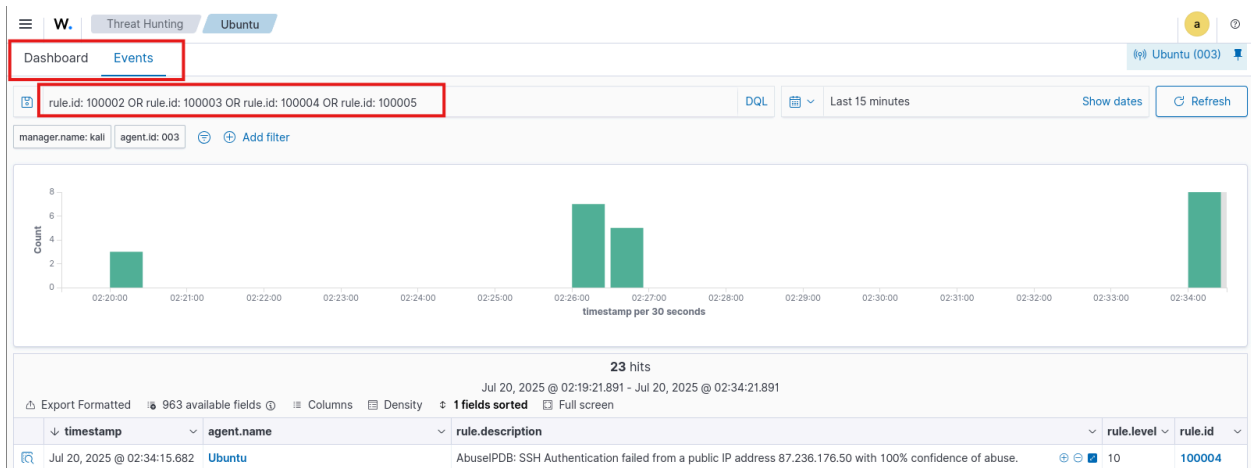 W. Threat Hunting Ubuntu a
Dashboard Events Ubuntu (003)
rule.id: 100002 OR rule.id: 100003 OR rule.id: 100004 OR rule.id: 100005 DQL Last 15 minutes Show dates Refresh
manager.name: kali agent.id: 003 Add filter
8
6
4
2
0
Count
02:20:00 02:21:00 02:22:00 02:23:00 02:24:00 02:25:00 02:26:00 02:27:00 02:28:00 02:29:00 02:30:00 02:31:00 02:32:00 02:33:00 02:34:00
timestamp per 30 seconds
23 hits
Jul 20, 2025 @ 02:19:21.891 - Jul 20, 2025 @ 02:34:21.891
Export Formatted 963 available fields Columns Density 1 fields sorted Full screen
timestamp agent.name rule.description rule.level rule.id
Jul 20, 2025 @ 02:34:15.682 Ubuntu AbuseIPDB: SSH Authentication failed from a public IP address 87.236.176.50 with 100% confidence of abuse. 10 100004